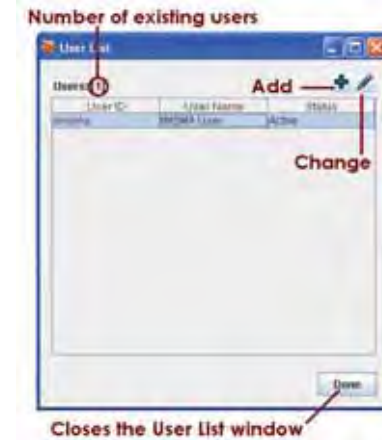 Number of existing users
User List
Users: 1
Add
User ID User Name Status
User Active
Change
Done
Closes the User List window